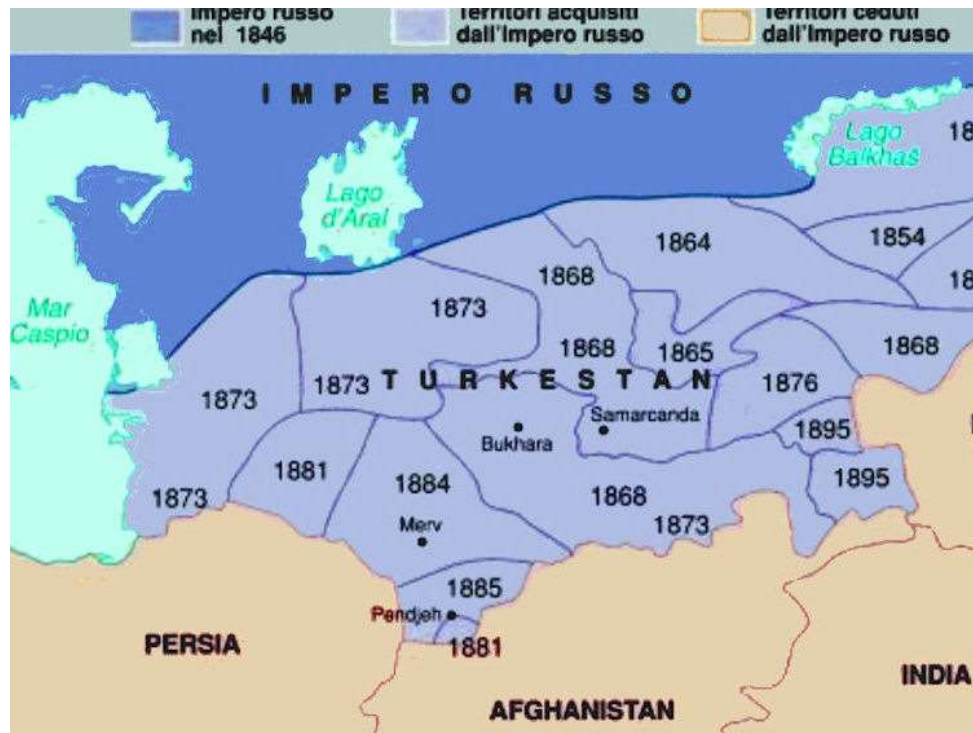 Impero russo
nel 1846
Territori acquisiti
dall'Impero russo
Territori ceduti
dall'Impero russo
IMPERO RUSSO
Lago
Balkhaš
18
Lago
d'Aral
1864
1854
1868
18
Mar
Caspio
1873
1868
1865
1868
1873
1873
TURKESTAN
1876
Samarcanda
Bukhara
1895
1881
1884
1868
1895
1873
1873
Merv
1885
Pendjeh
1881
PERSIA
INDIA
AFGHANISTAN